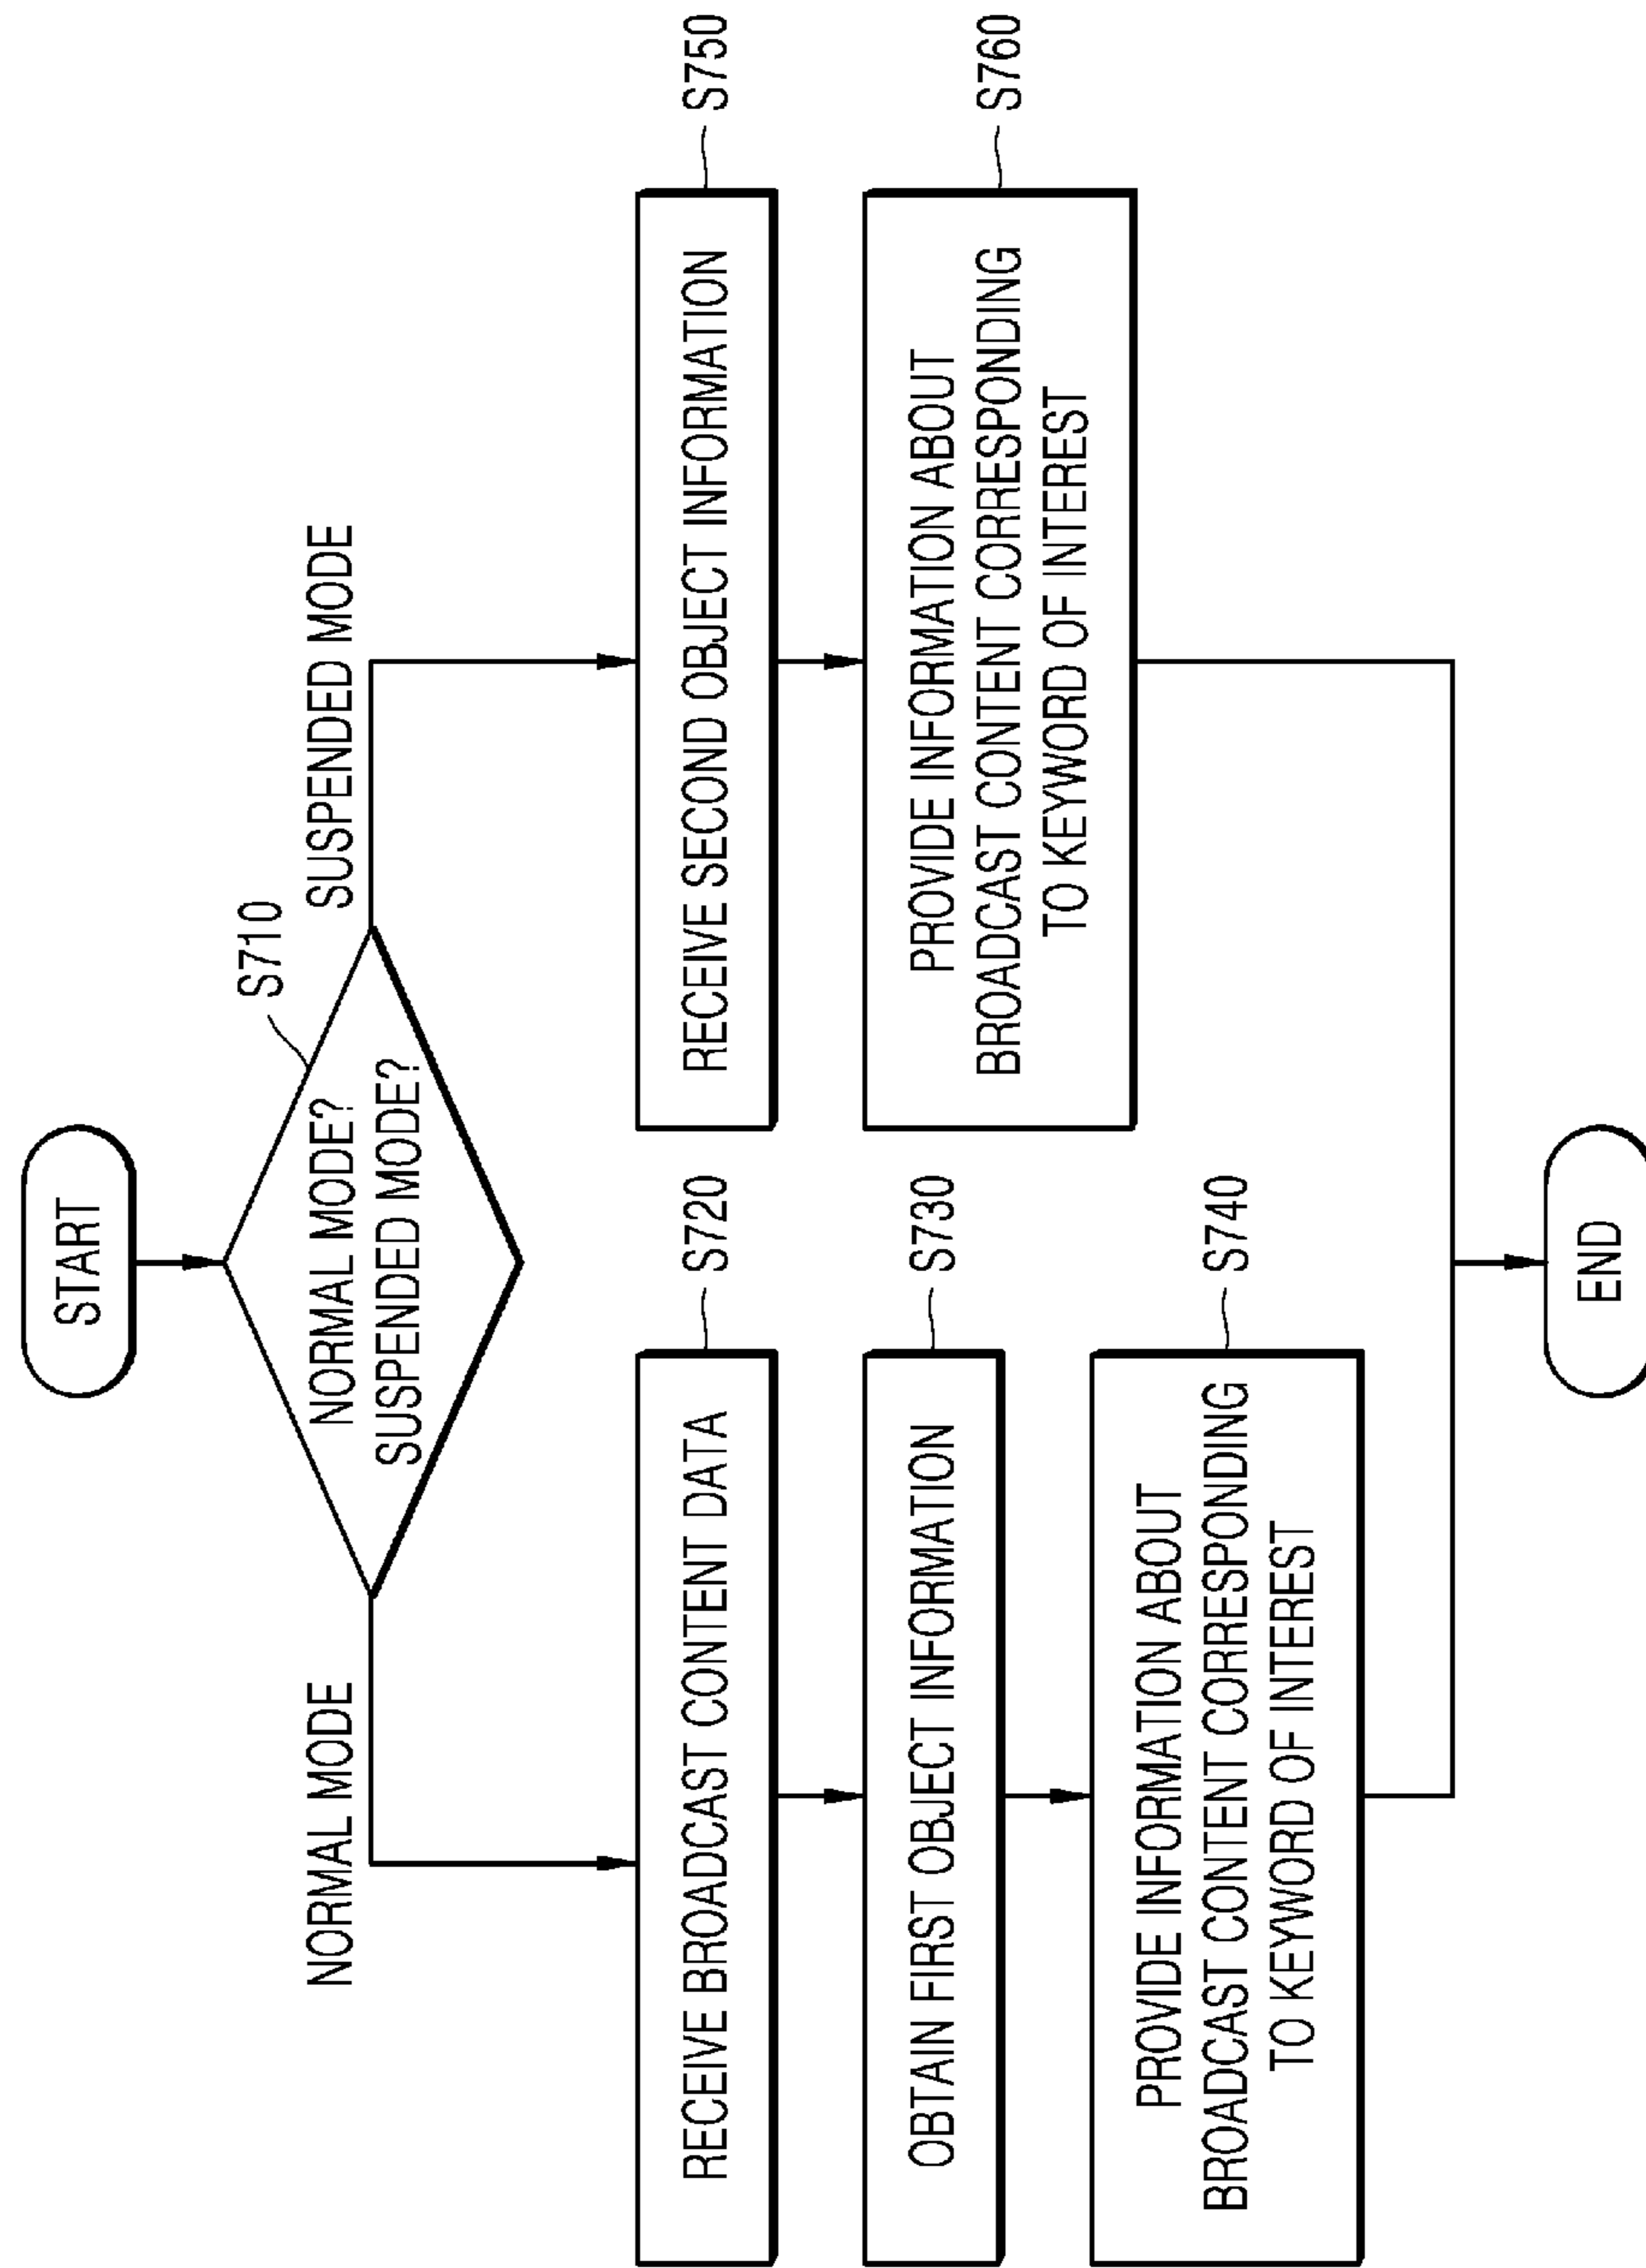 START
S710
NORMAL MODE?
SUSPENDED MODE?
NORMAL MODE
SUSPENDED MODE
S720
RECEIVE BROADCAST CONTENT DATA
S730
OBTAIN FIRST OBJECT INFORMATION
S740
PROVIDE INFORMATION ABOUT
BROADCAST CONTENT CORRESPONDING
TO KEYWORD OF INTEREST
S750
RECEIVE SECOND OBJECT INFORMATION
S760
PROVIDE INFORMATION ABOUT
BROADCAST CONTENT CORRESPONDING
TO KEYWORD OF INTEREST
END